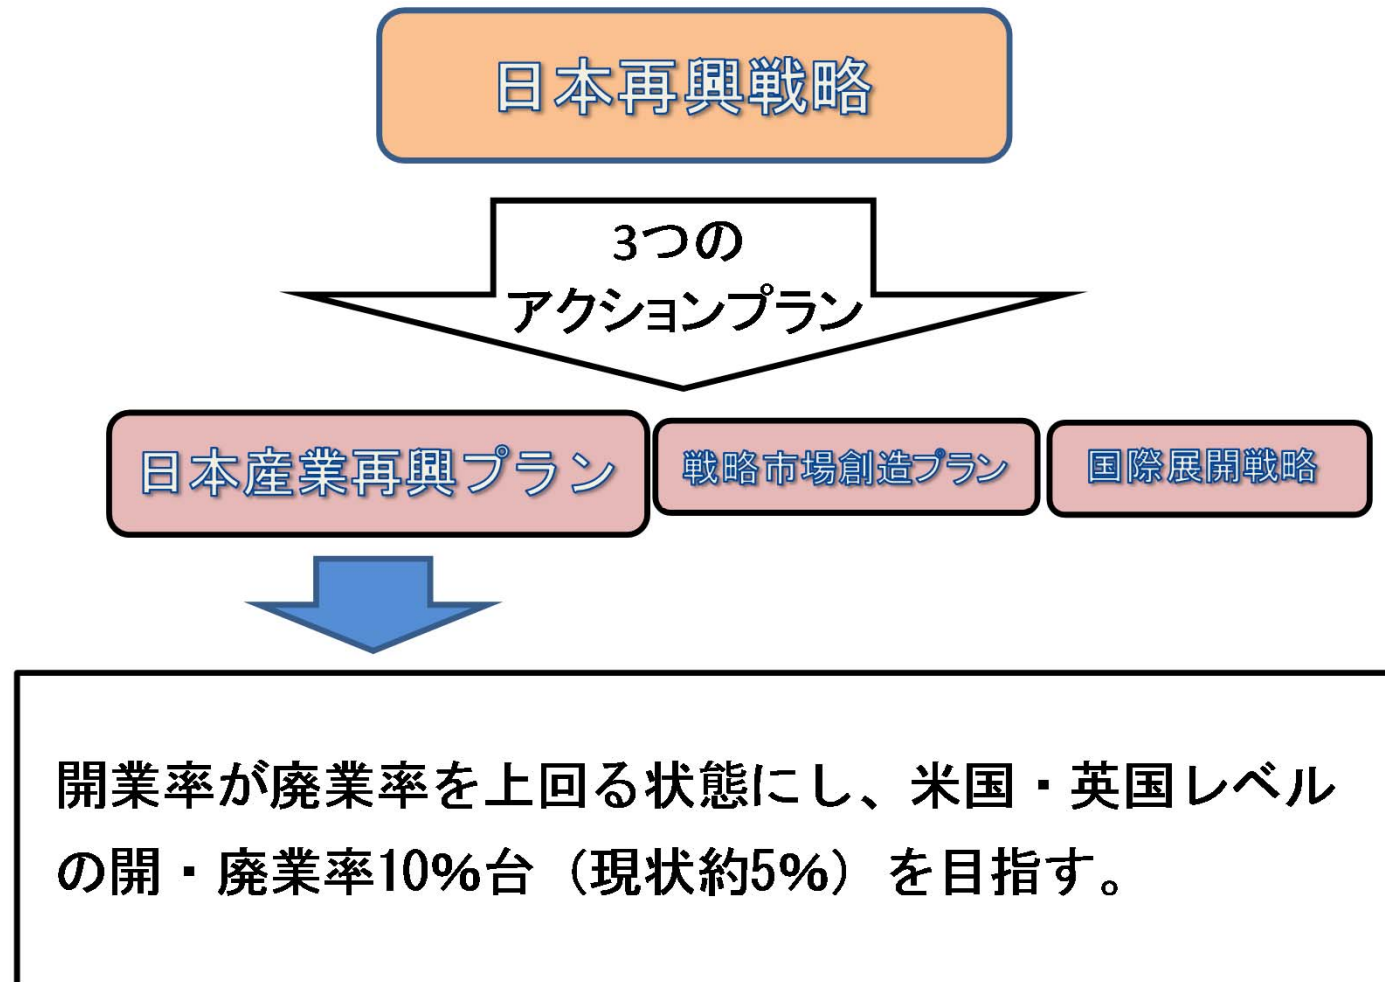 日本再興戦略
3つの
アクションプラン
日本産業再興プラン
戦略市場創造プラン
国際展開戦略
開業率が廃業率を上回る状態にし、米国・英国レベル
の開・廃業率10%台（現状約5%）を目指す。